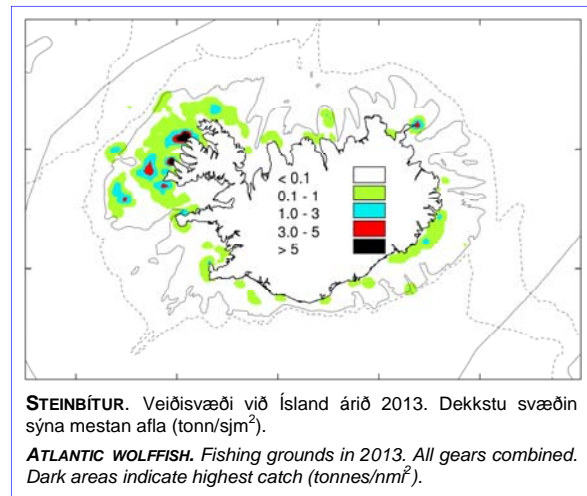 < 0.1
0.1 - 1
1.0 - 3
3.0 - 5
> 5
STEINBÍTUR. Veiðisvæði við Ísland árið 2013. Dekkstu svæðin
sýna mestan afla (tonn/sjm²).
ATLANTIC WOLFFISH. Fishing grounds in 2013. All gears combined.
Dark areas indicate highest catch (tonnes/nmi²).